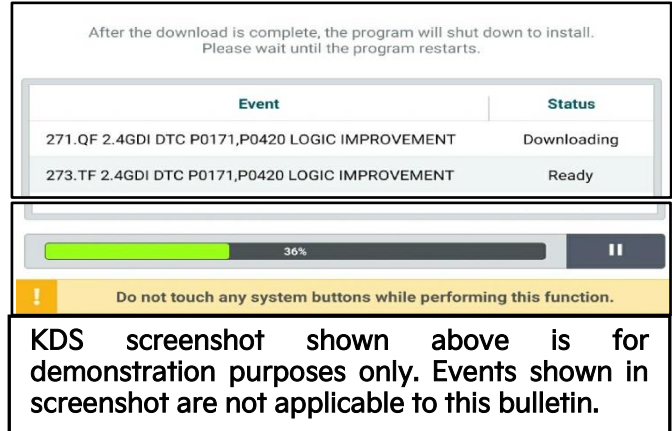 After the download is complete, the program will shut down to install.
Please wait until the program restarts.
Event Status
271.QF 2.4GDI DTC P0171,P0420 LOGIC IMPROVEMENT Downloading
273.TF 2.4GDI DTC P0171,P0420 LOGIC IMPROVEMENT Ready
36%
! Do not touch any system buttons while performing this function.
KDS screenshot shown above is for
demonstration purposes only. Events shown in
screenshot are not applicable to this bulletin.